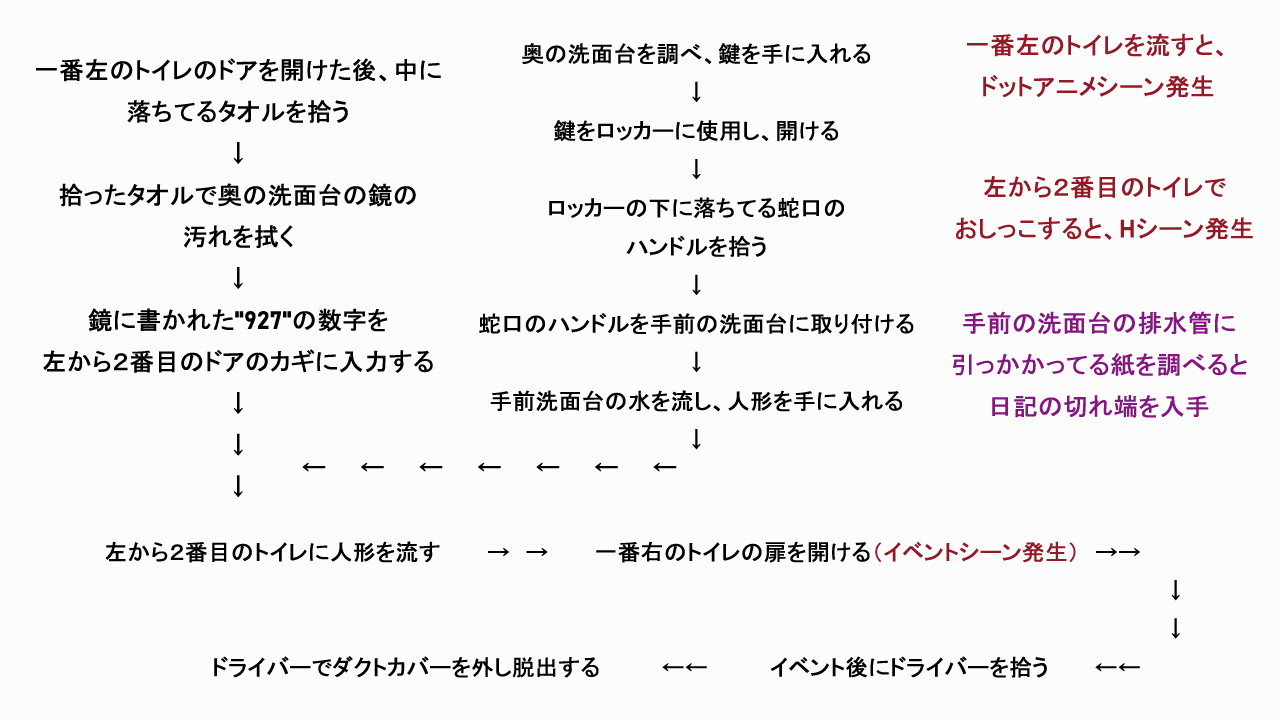 一番左のトイレのドアを開けた後、中に
落ちてるタオルを拾う
↓
拾ったタオルで奥の洗面台の鏡の
汚れを拭く
↓
鏡に書かれた"927"の数字を
左から２番目のドアのカギに入力する
↓
↓
↓
奥の洗面台を調べ、鍵を手に入れる
↓
鍵をロッカーに使用し、開ける
↓
ロッカーの下に落ちてる蛇口の
ハンドルを拾う
↓
蛇口のハンドルを手前の洗面台に取り付ける
↓
手前洗面台の水を流し、人形を手に入れる
↓
← ← ← ← ← ← ←
一番左のトイレを流すと、
ドットアニメシーン発生
左から２番目のトイレで
おしっこすると、Hシーン発生
手前の洗面台の排水管に
引っかかってる紙を調べると
日記の切れ端を入手
左から２番目のトイレに人形を流す → → 一番右のトイレの扉を開ける（イベントシーン発生） →→
↓
↓
ドライバーでダクトカバーを外し脱出する ←← イベント後にドライバーを拾う ←←